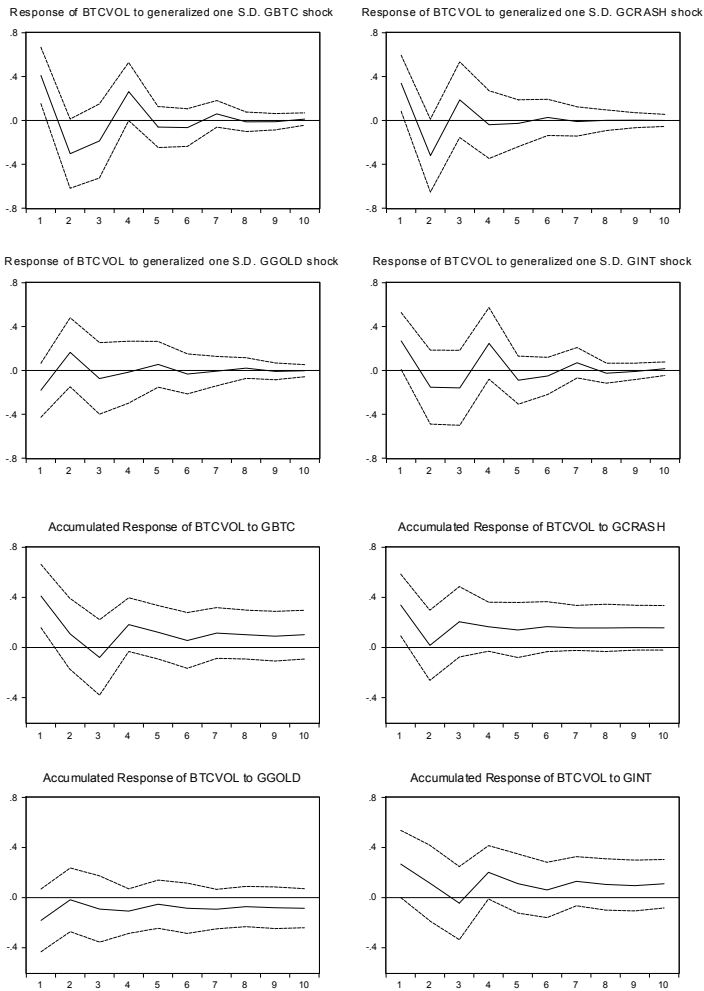 Response of BTCVOL to generalized one S.D. GBTC shock
.8
.4
.0
-.4
-.8
1 2 3 4 5 6 7 8 9 10
Response of BTCVOL to generalized one S.D. GCRASH shock
.8
.4
.0
-.4
-.8
1 2 3 4 5 6 7 8 9 10
Response of BTCVOL to generalized one S.D. GGOLD shock
.8
.4
.0
-.4
-.8
1 2 3 4 5 6 7 8 9 10
Response of BTCVOL to generalized one S.D. GINT shock
.8
.4
.0
-.4
-.8
1 2 3 4 5 6 7 8 9 10
Accumulated Response of BTCVOL to GBTC
.8
.4
.0
-.4
1 2 3 4 5 6 7 8 9 10
Accumulated Response of BTCVOL to GCRASH
.8
.4
.0
-.4
1 2 3 4 5 6 7 8 9 10
Accumulated Response of BTCVOL to GGOLD
.8
.4
.0
-.4
1 2 3 4 5 6 7 8 9 10
Accumulated Response of BTCVOL to GINT
.8
.4
.0
-.4
1 2 3 4 5 6 7 8 9 10